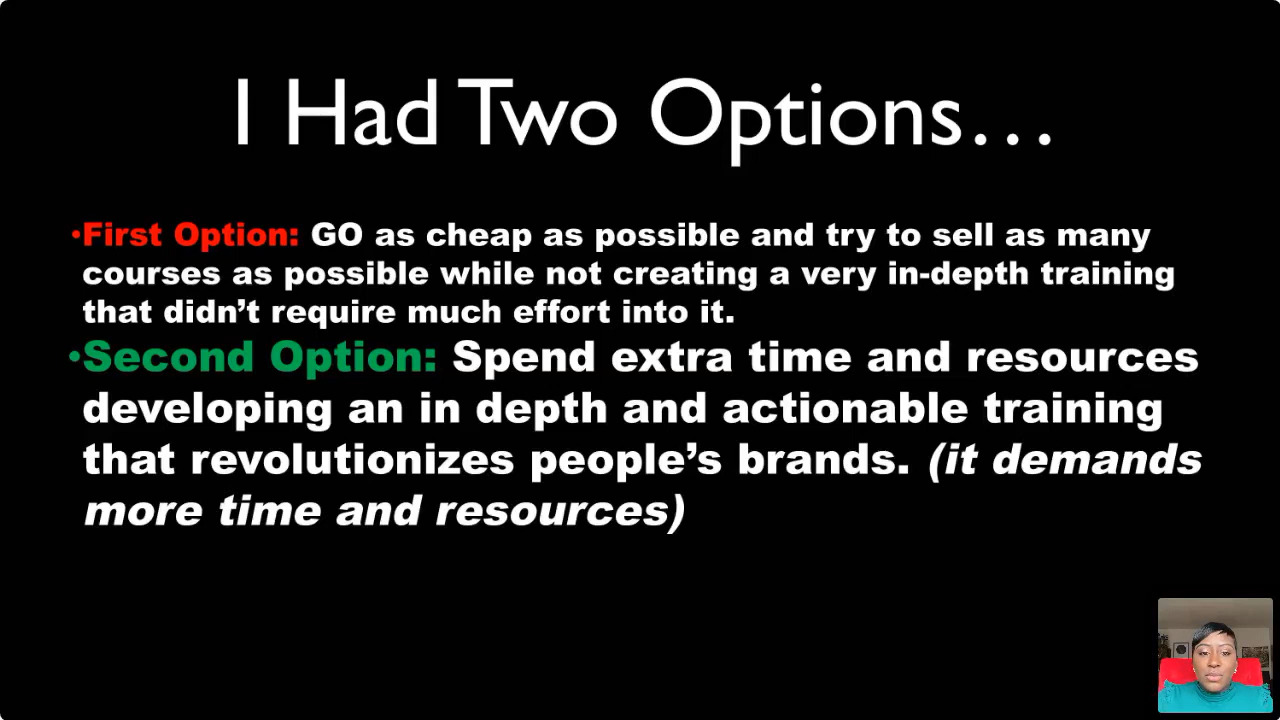 I Had Two Options…
•First Option: GO as cheap as possible and try to sell as many
courses as possible while not creating a very in-depth training
that didn’t require much effort into it.
•Second Option: Spend extra time and resources
developing an in depth and actionable training
that revolutionizes people’s brands. (it demands
more time and resources)